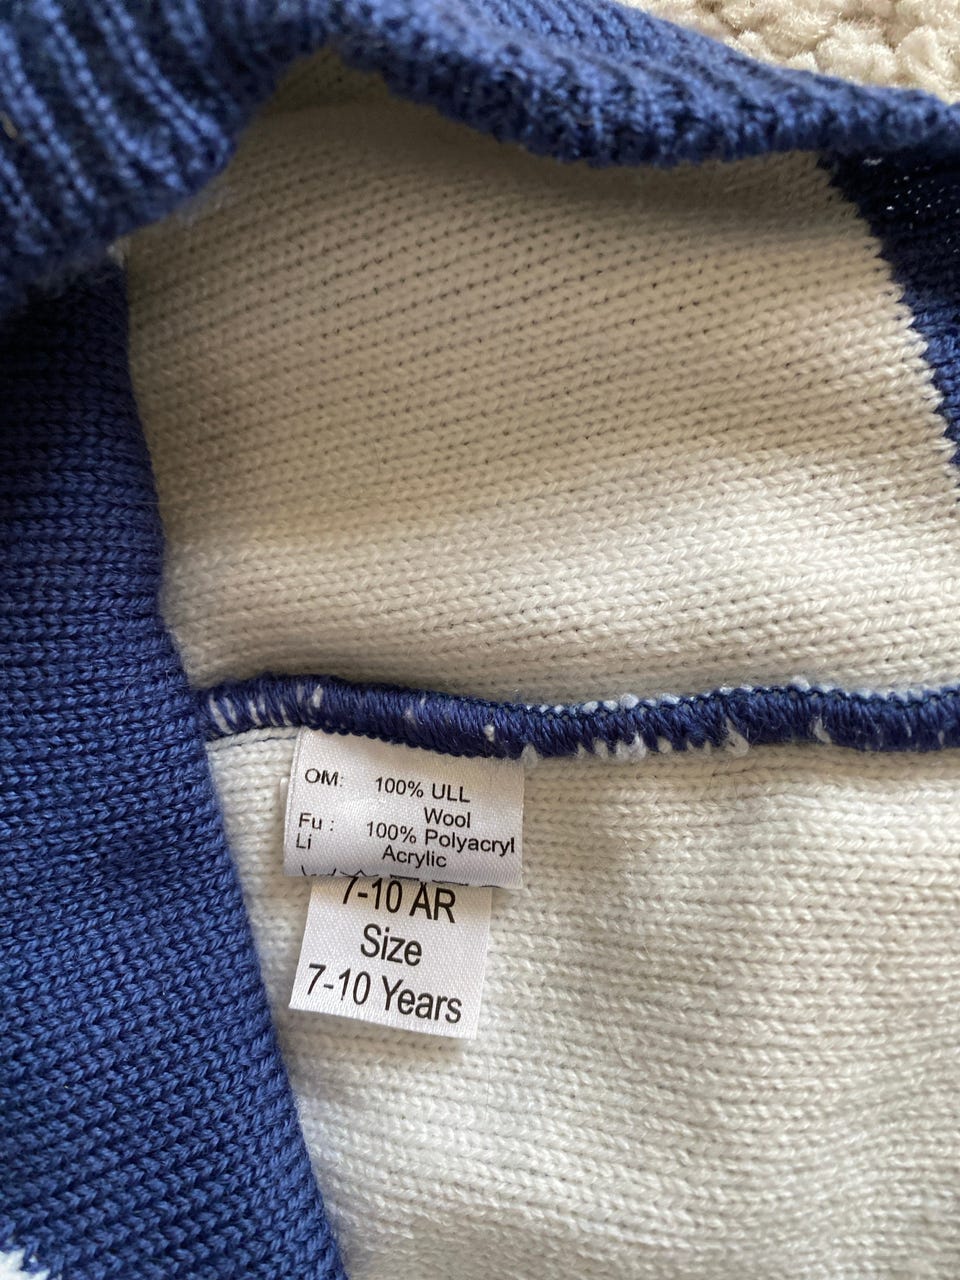 OM: 100% ULL
Wool
Fu : 100% Polyacryl
Li Acrylic
7-10 AR
Size
7-10 Years